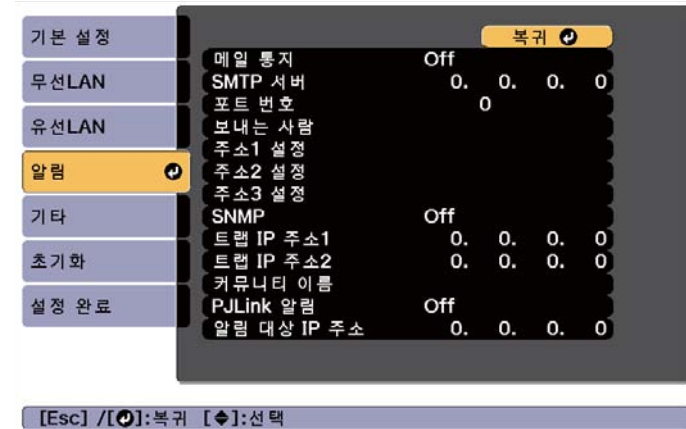 기본 설정
무선LAN
유선LAN
알림
기타
초기화
설정 완료
복귀
메일 통지 Off
SMTP 서버 0. 0. 0. 0
포트 번호 0
보내는 사람
주소1 설정
주소2 설정
주소3 설정
SNMP Off
트랩 IP 주소1 0. 0. 0. 0
트랩 IP 주소2 0. 0. 0. 0
커뮤니티 이름
PJLink 알림 Off
알림 대상 IP 주소 0. 0. 0. 0
[Esc] /[⏎]:복귀 [◆]:선택